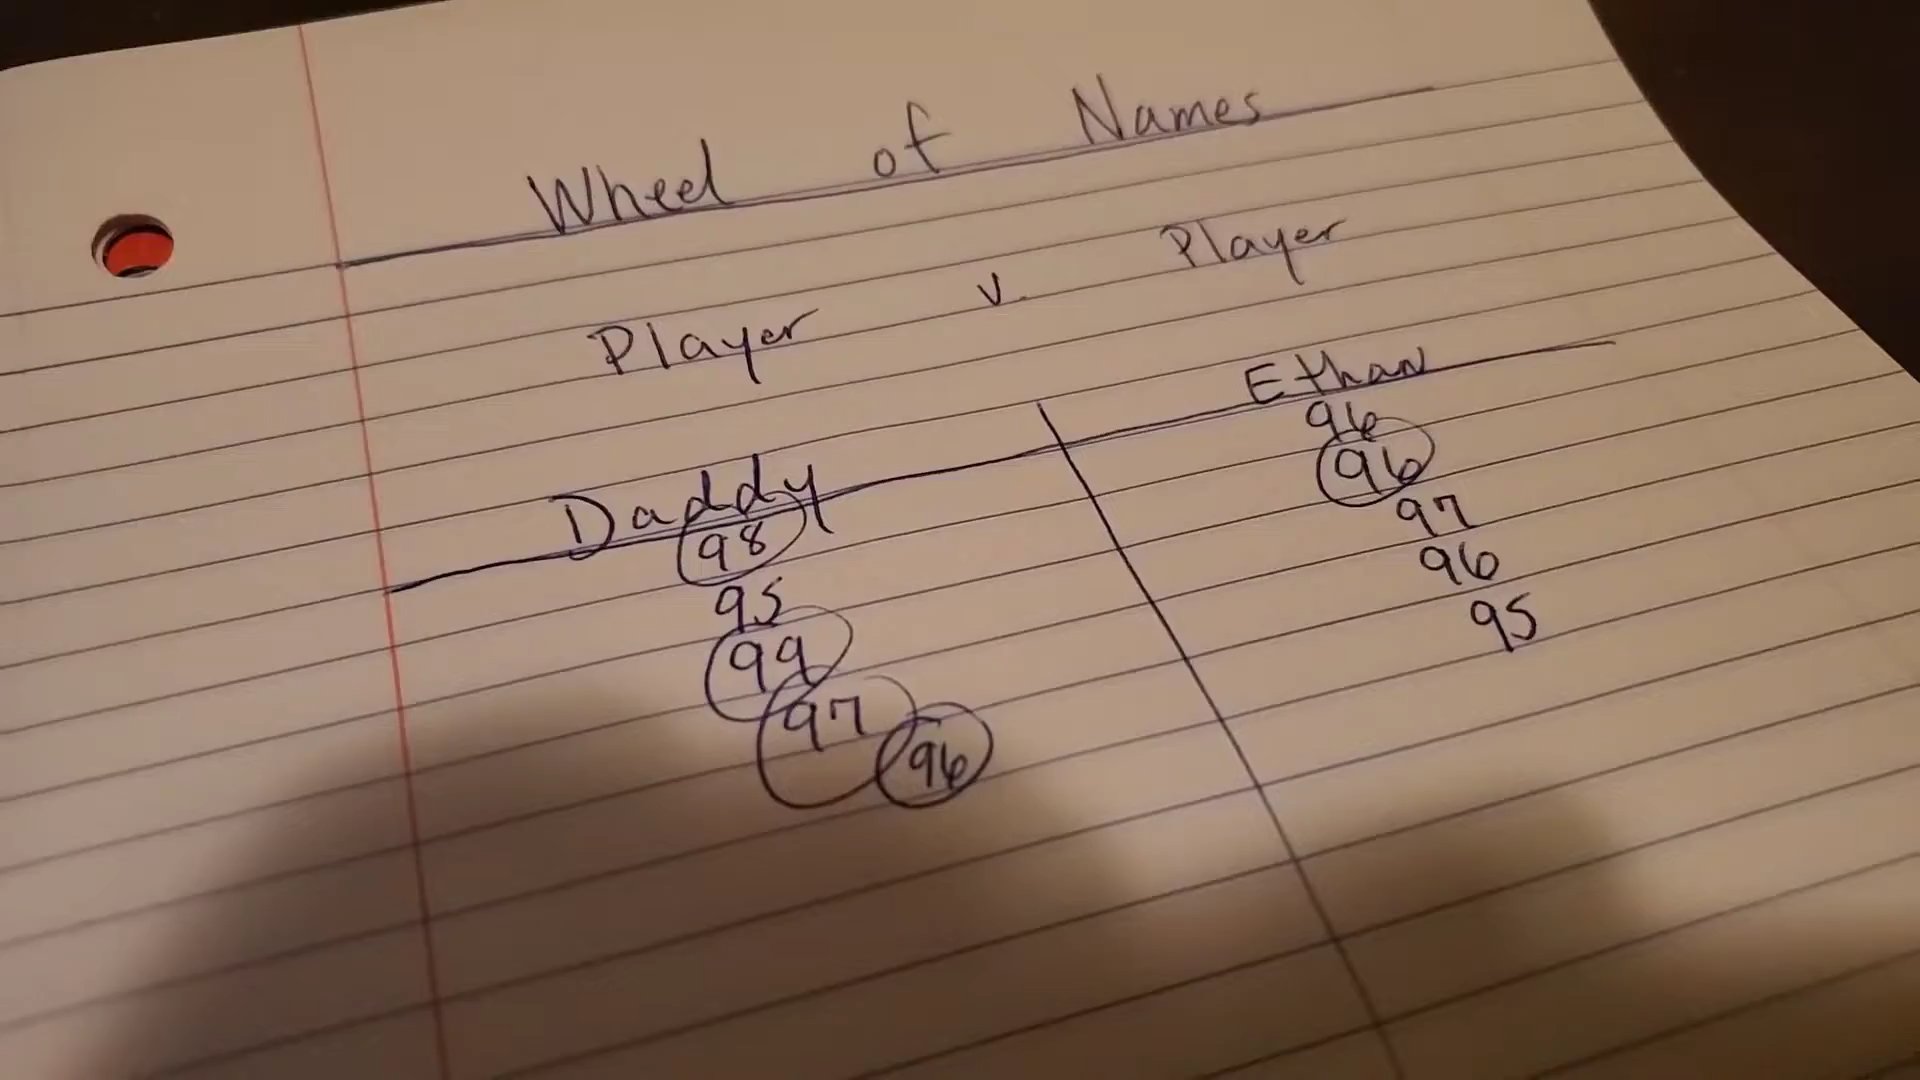 Wheel of Names
Player v. Player
Daddy Ethan
98 96
95 96
99 97
97 96
96 95